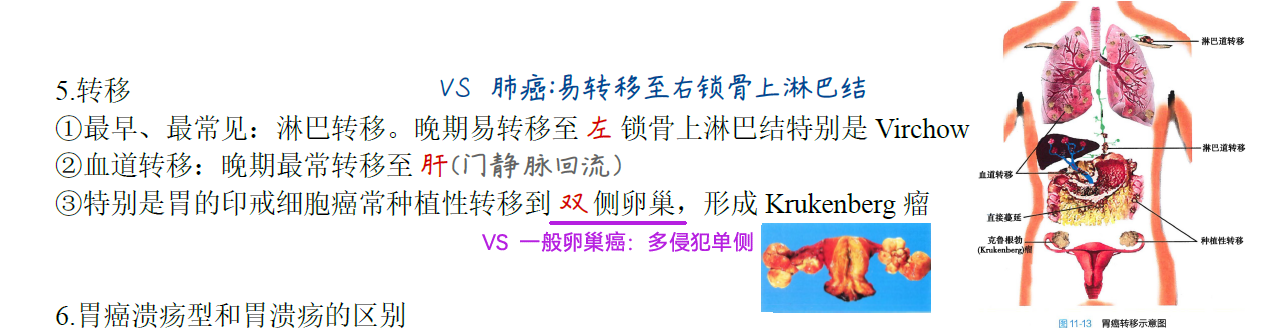 5.转移
VS 肺癌:易转移至右锁骨上淋巴结
①最早、最常见：淋巴转移。晚期易转移至 左 锁骨上淋巴结特别是 Virchow
②血道转移：晚期最常转移至 肝(门静脉回流)
③特别是胃的印戒细胞癌常种植性转移到 双 侧卵巢，形成 Krukenberg 瘤
VS 一般卵巢癌：多侵犯单侧
6.胃癌溃疡型和胃溃疡的区别
淋巴道转移
淋巴道转移
血道转移
直接蔓延
克鲁根勃
(Krukenberg)瘤
种植性转移
图 11-13 胃癌转移示意图